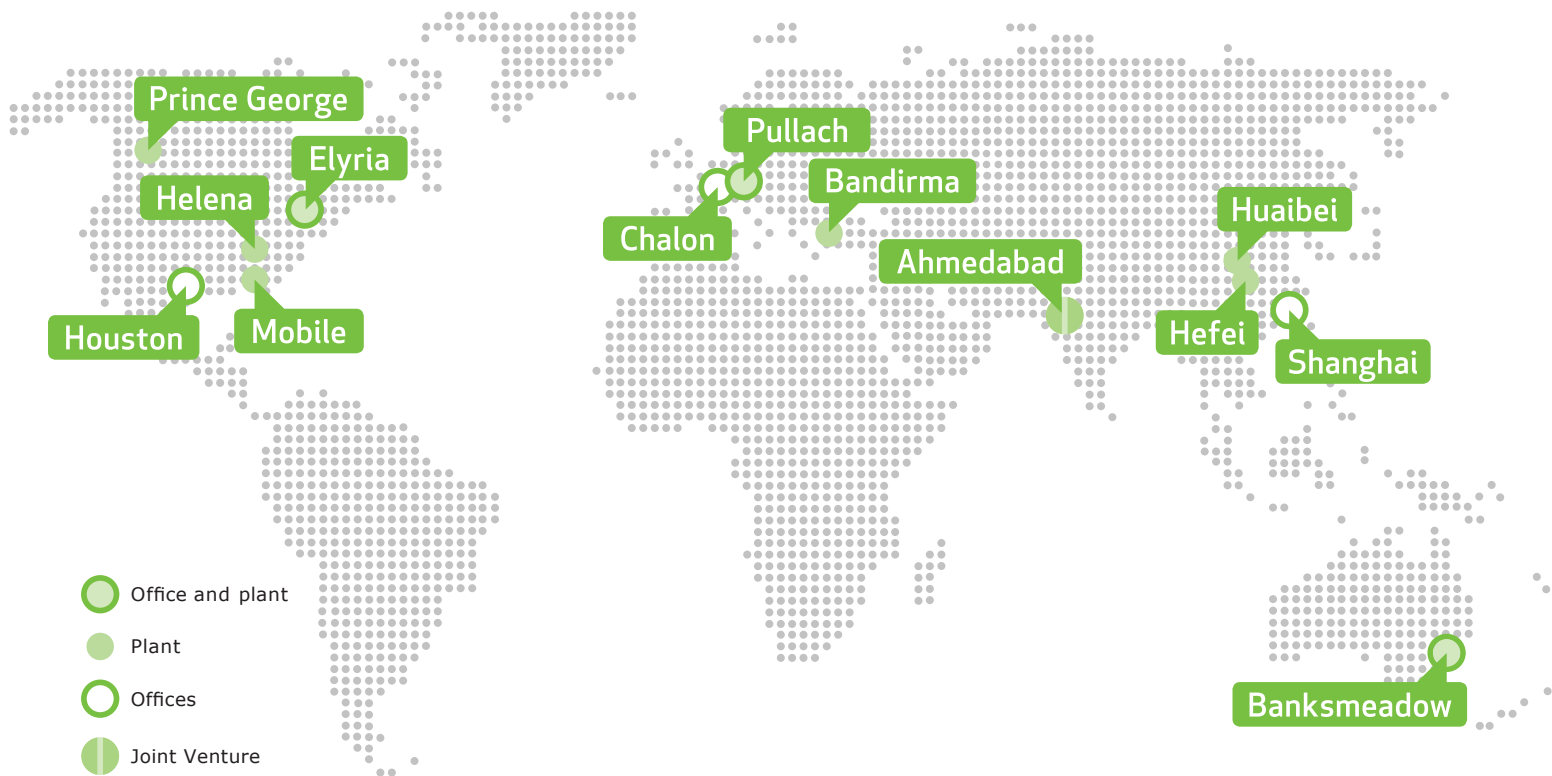 Prince George
Elyria
Helena
Houston
Mobile
Pullach
Bandirma
Chalon
Ahmedabad
Huaibei
Hefei
Shanghai
Banksmeadow
Office and plant
Plant
Offices
Joint Venture